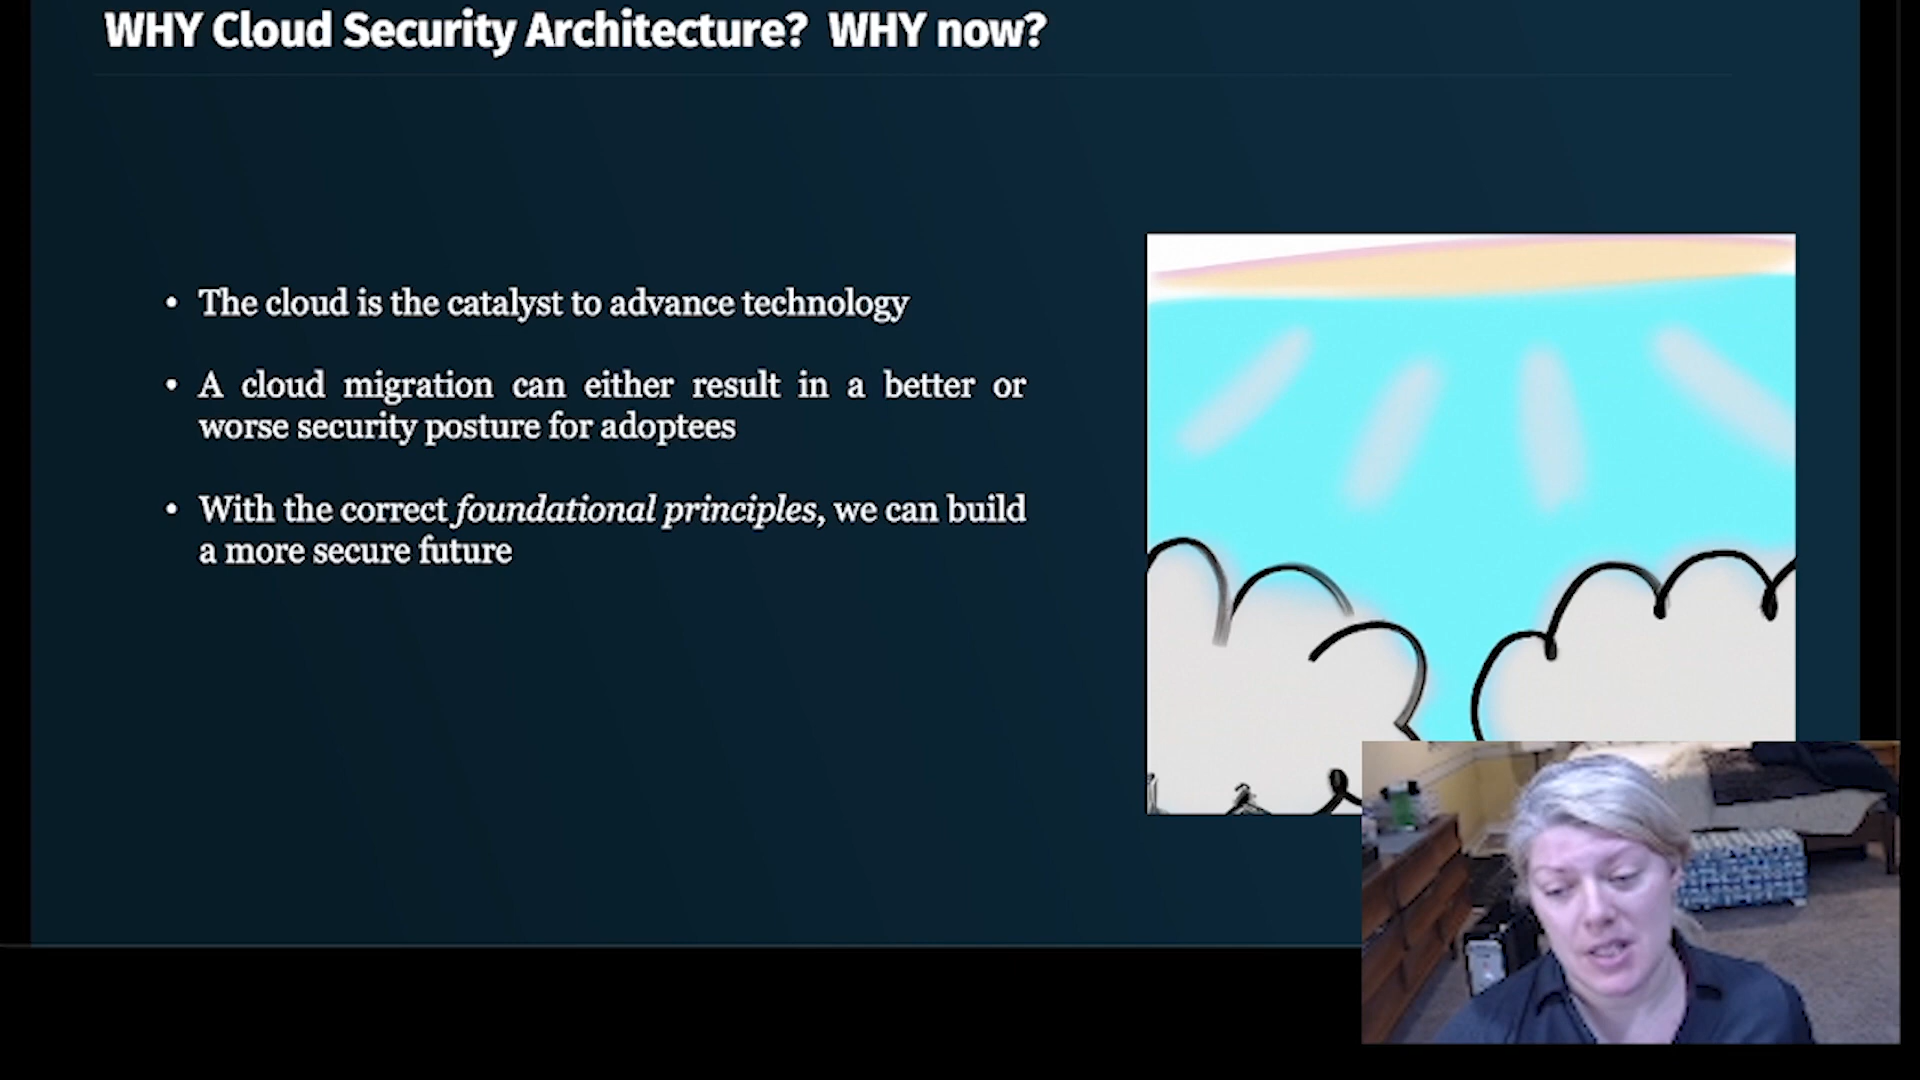 WHY Cloud Security Architecture? WHY now?
• The cloud is the catalyst to advance technology
• A cloud migration can either result in a better or
worse security posture for adoptees
• With the correct foundational principles, we can build
a more secure future